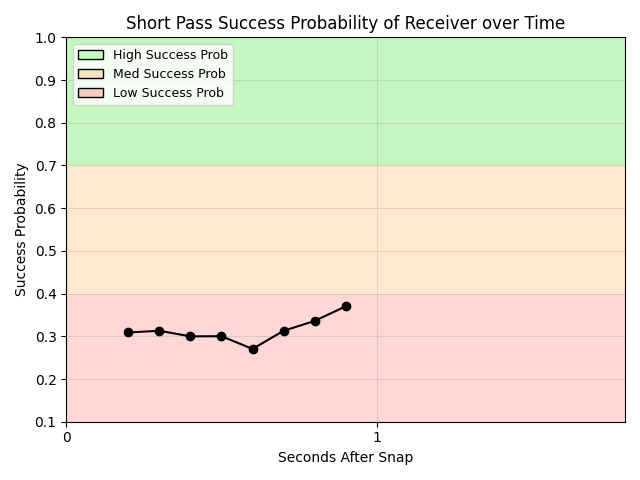 Short Pass Success Probability of Receiver over Time
High Success Prob
Med Success Prob
Low Success Prob
Success Probability
1.0
0.9
0.8
0.7
0.6
0.5
0.4
0.3
0.2
0.1
0
1
Seconds After Snap